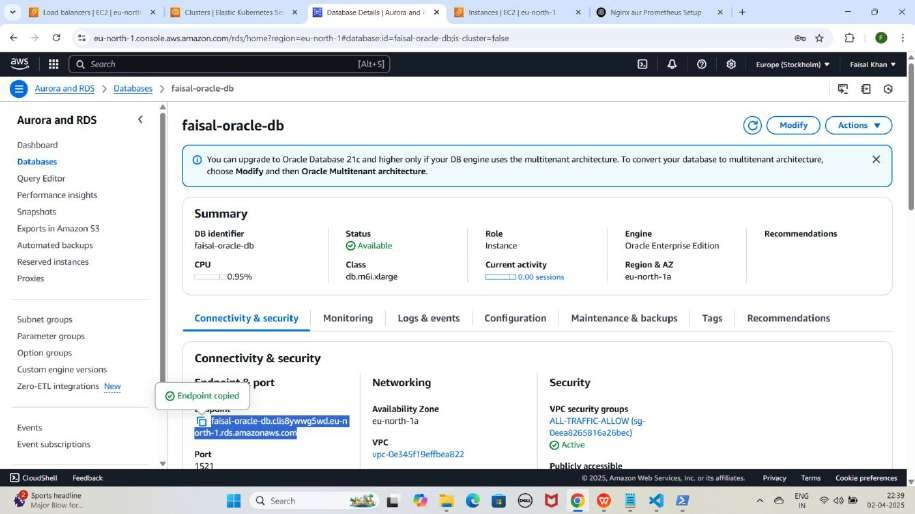 Load balancers | EC2 | eu-north
Clusters | Elastic Kubernetes Se
Database Details | Aurora and R
Instances | EC2 | eu-north-1
Nginx aur Prometheus Setup
eu-north-1.console.aws.amazon.com/rds/home?region=eu-north-1#database:id=faisal-oracle-db;is-cluster=false
F
aws
Search
[Alt+S]
Europe (Stockholm)
Faisal Khan
Aurora and RDS
Databases
faisal-oracle-db
Aurora and RDS
Dashboard
Databases
Query Editor
Performance insights
Snapshots
Exports in Amazon S3
Automated backups
Reserved instances
Proxies
Subnet groups
Parameter groups
Option groups
Custom engine versions
Zero-ETL integrations New
Events
Event subscriptions
faisal-oracle-db
Modify
Actions
You can upgrade to Oracle Database 21c and higher only if your DB engine uses the multitenant architecture. To convert your database to multitenant architecture,
choose Modify and then Oracle Multitenant architecture.
Summary
DB identifier
faisal-oracle-db
Status
Available
Role
Instance
Engine
Oracle Enterprise Edition
Recommendations
CPU
0.95%
Class
db.m6i.xlarge
Current activity
0.00 sessions
Region & AZ
eu-north-1a
Connectivity & security
Monitoring
Logs & events
Configuration
Maintenance & backups
Tags
Recommendations
Connectivity & security
Endpoint & port
Endpoint copied
Endpoint
faisal-oracle-db.clis8ywwg5wd.eu-n
orth-1.rds.amazonaws.com
Port
1521
Networking
Availability Zone
eu-north-1a
VPC
vpc-0e345f19effbea822
Security
VPC security groups
ALL-TRAFFIC-ALLOW (sg-
0eea8265816a26bec)
Active
Publicly accessible
CloudShell
Feedback
© 2025, Amazon Web Services, Inc. or its affiliates.
Privacy
Terms
Cookie preferences
2
Sports headline
Major Blow for...
Search
DELL
ENG
IN
22:39
02-04-2025